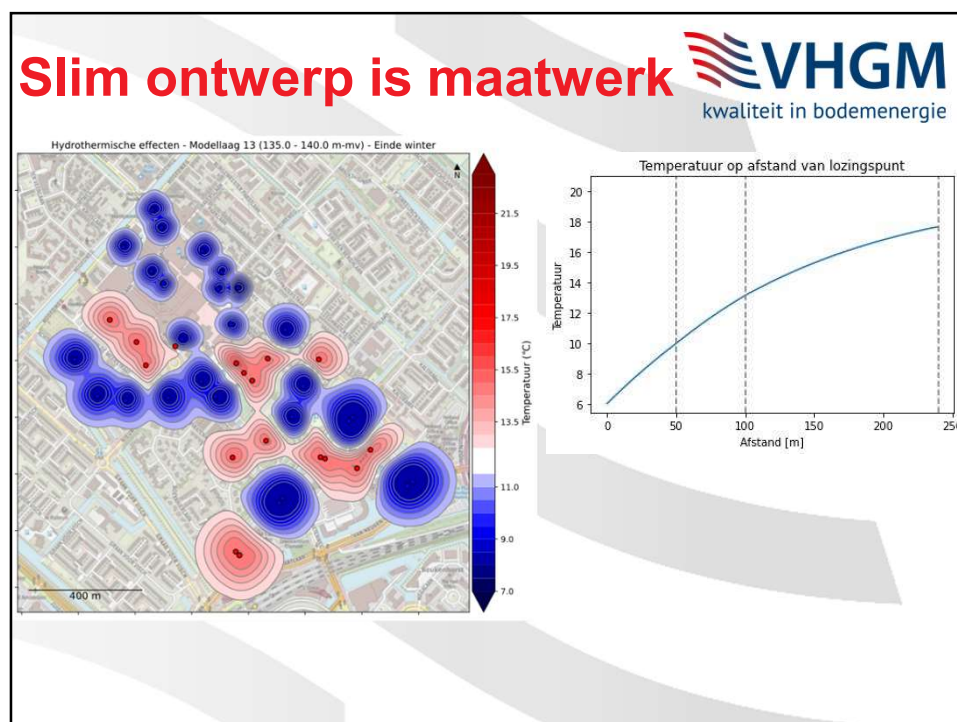 Slim ontwerp is maatwerk
VHGM
kwaliteit in bodemenergie
Hydrothermische effecten - Modellaag 13 (135.0 - 140.0 m-mv) - Einde winter
N
400 m
21.5
19.5
17.5
15.5
13.5
11.0
9.0
7.0
Temperatuur (°C)
Temperatuur op afstand van lozingspunt
20
18
16
14
12
10
8
6
Temperatuur
0 50 100 150 200 250
Afstand [m]